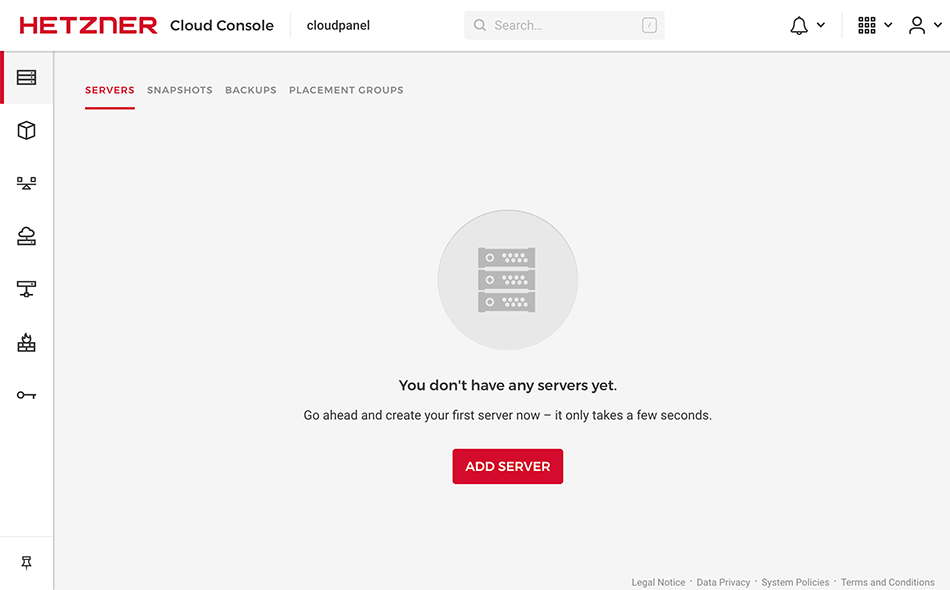 HETZNER Cloud Console cloudpanel Search... /
SERVERS SNAPSHOTS BACKUPS PLACEMENT GROUPS
You don't have any servers yet.
Go ahead and create your first server now – it only takes a few seconds.
ADD SERVER
Legal Notice · Data Privacy · System Policies · Terms and Conditions